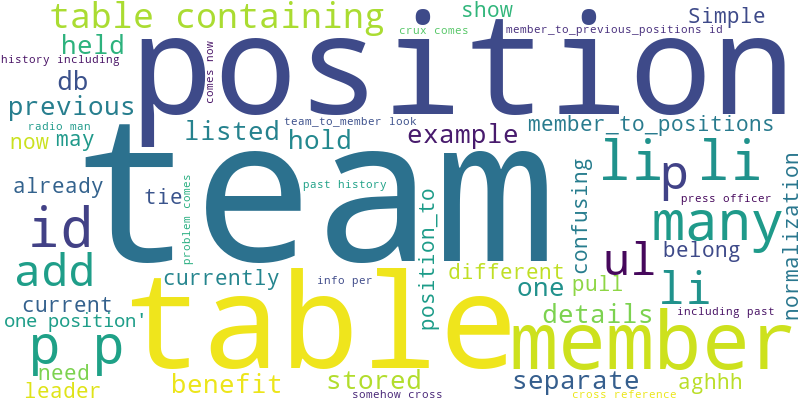 table containing
show
Simple
crux comes
member_to_previous_positions id
held
position
history including
comes now
db
previous
team_to_member look
radio man
listed
hold
example
member_to_positions
now
may
team
li
p
li
already
tie
past history
problem comes
position_to
confusing
normalization
press officer
id
many
ul
belong
add
currently
table
info per
different
one
pull
li
current
details
including past
one position'
member
p p
need
leader
benefit
stored
separate
aghhh
somehow cross
cross reference